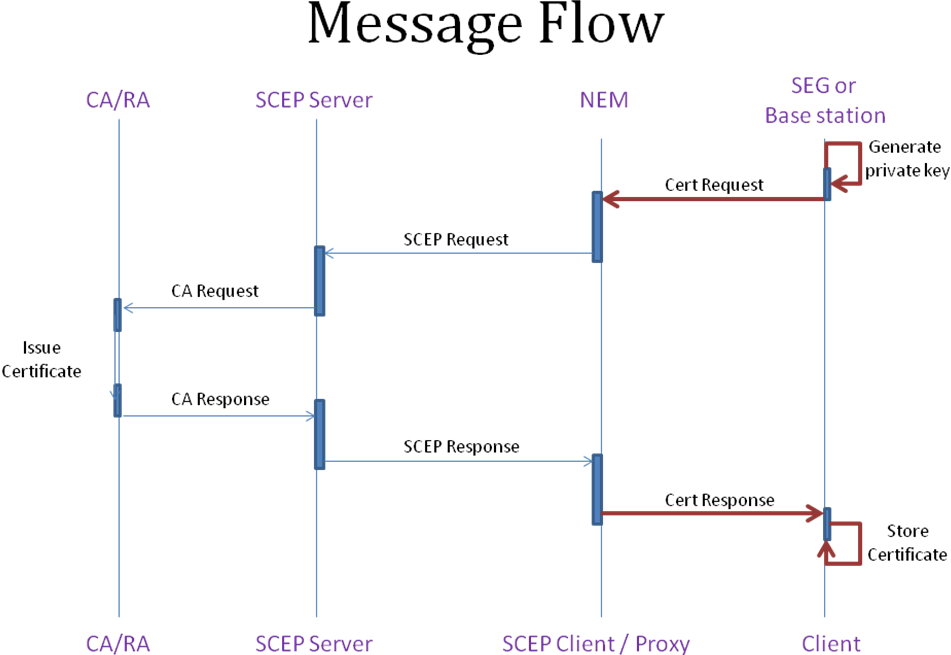 Message Flow
CA/RA
SCEP Server
NEM
SEG or
Base station
Generate
private key
Cert Request
SCEP Request
CA Request
Issue
Certificate
CA Response
SCEP Response
Cert Response
Store
Certificate
CA/RA
SCEP Server
SCEP Client / Proxy
Client